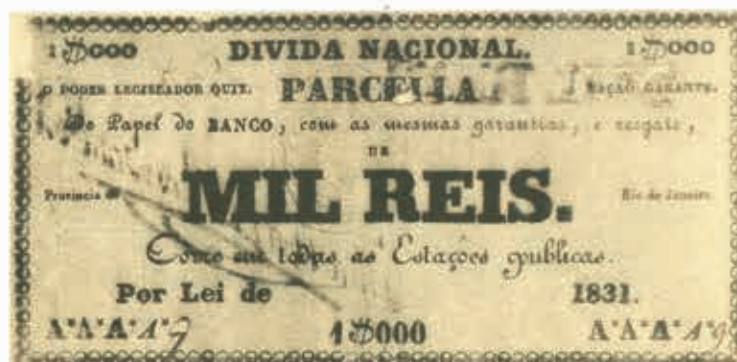 1$000 DIVIDA NACIONAL. 1$000
O PODER LEGISLADOR QUIZ. PARCELLA NAÇÃO GARANTE.
Do Papel do BANCO, com as mesmas garantias, e resgate,
DE
Provincia do MIL REIS. Rio de Janeiro
Corre em todas as Estações publicas.
Por Lei de 1831.
A*A*A*A* 1$000 A*A*A*A*